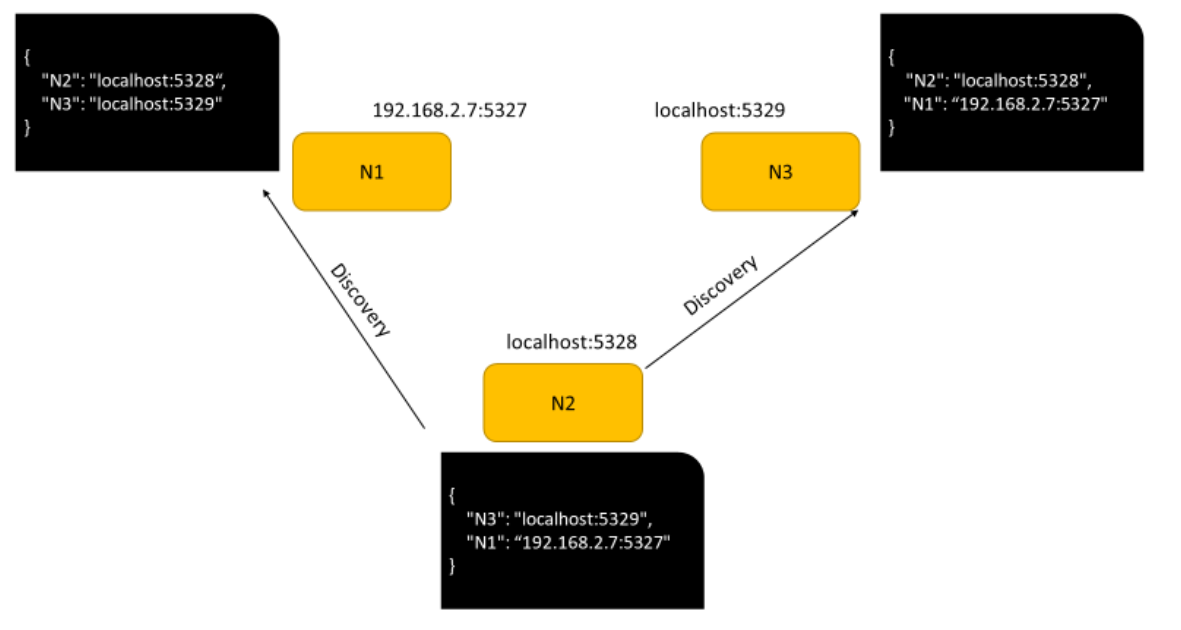 {
"N2": "localhost:5328“,
"N3": "localhost:5329"
}
192.168.2.7:5327
N1
localhost:5329
N3
{
"N2": "localhost:5328",
"N1": “192.168.2.7:5327"
}
Discovery
Discovery
localhost:5328
N2
{
"N3": "localhost:5329",
"N1": “192.168.2.7:5327"
}